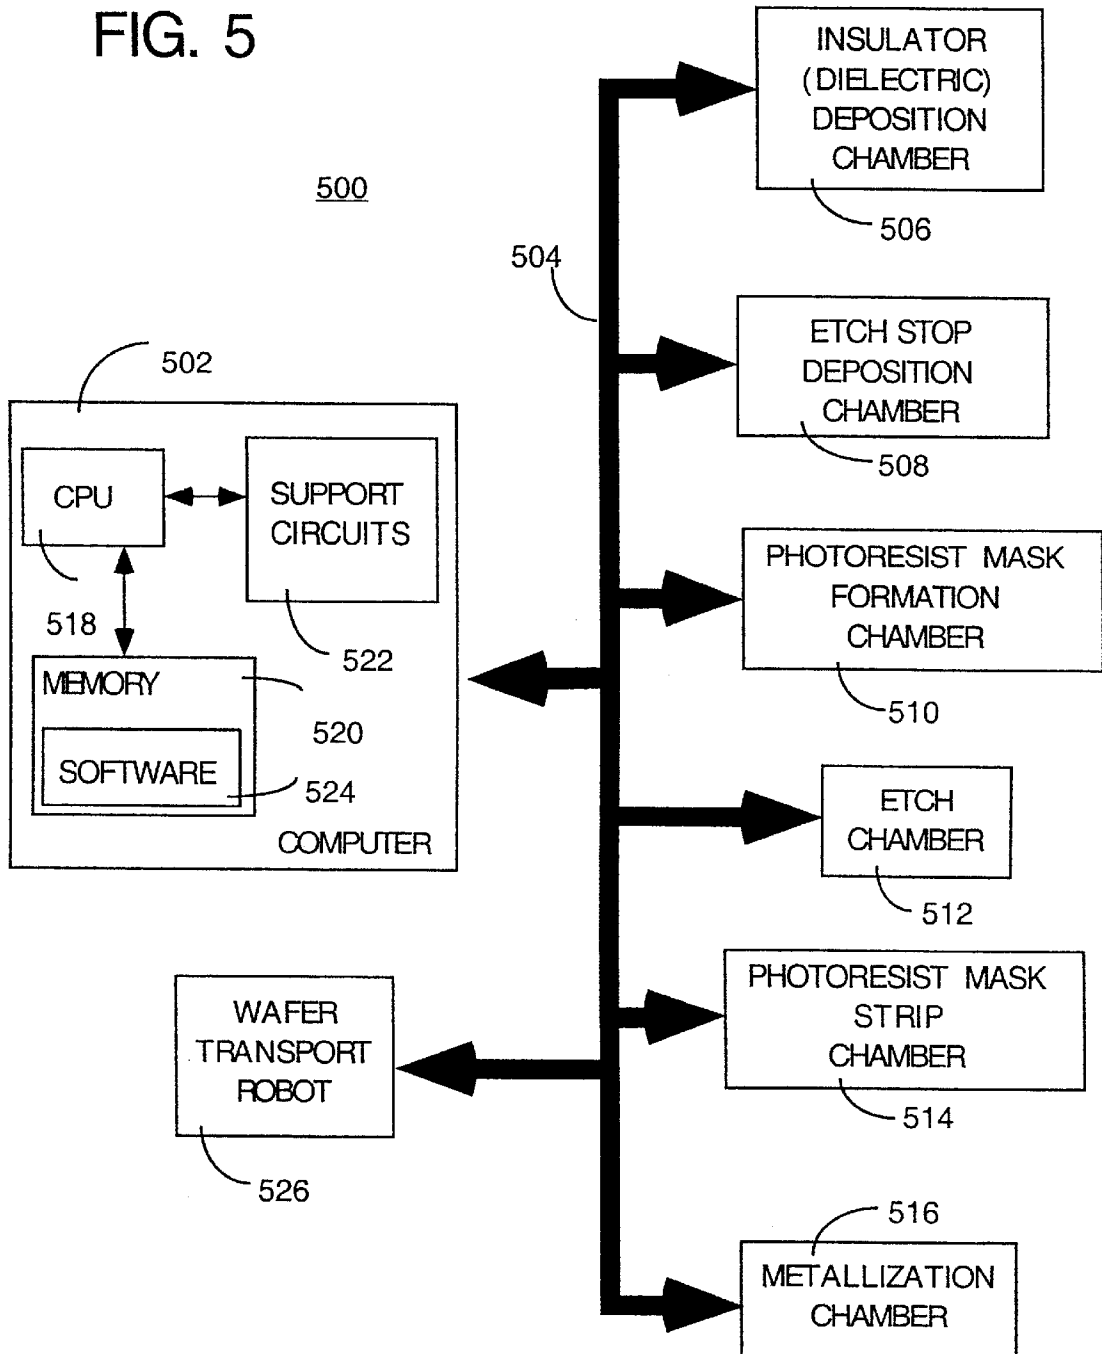 FIG. 5
500
INSULATOR
(DIELECTRIC)
DEPOSITION
CHAMBER
506
504
ETCH STOP
DEPOSITION
CHAMBER
508
502
CPU
518
SUPPORT
CIRCUITS
522
MEMORY
520
SOFTWARE
524
COMPUTER
PHOTORESIST MASK
FORMATION
CHAMBER
510
ETCH
CHAMBER
512
PHOTORESIST MASK
STRIP
CHAMBER
514
WAFER
TRANSPORT
ROBOT
526
516
METALLIZATION
CHAMBER